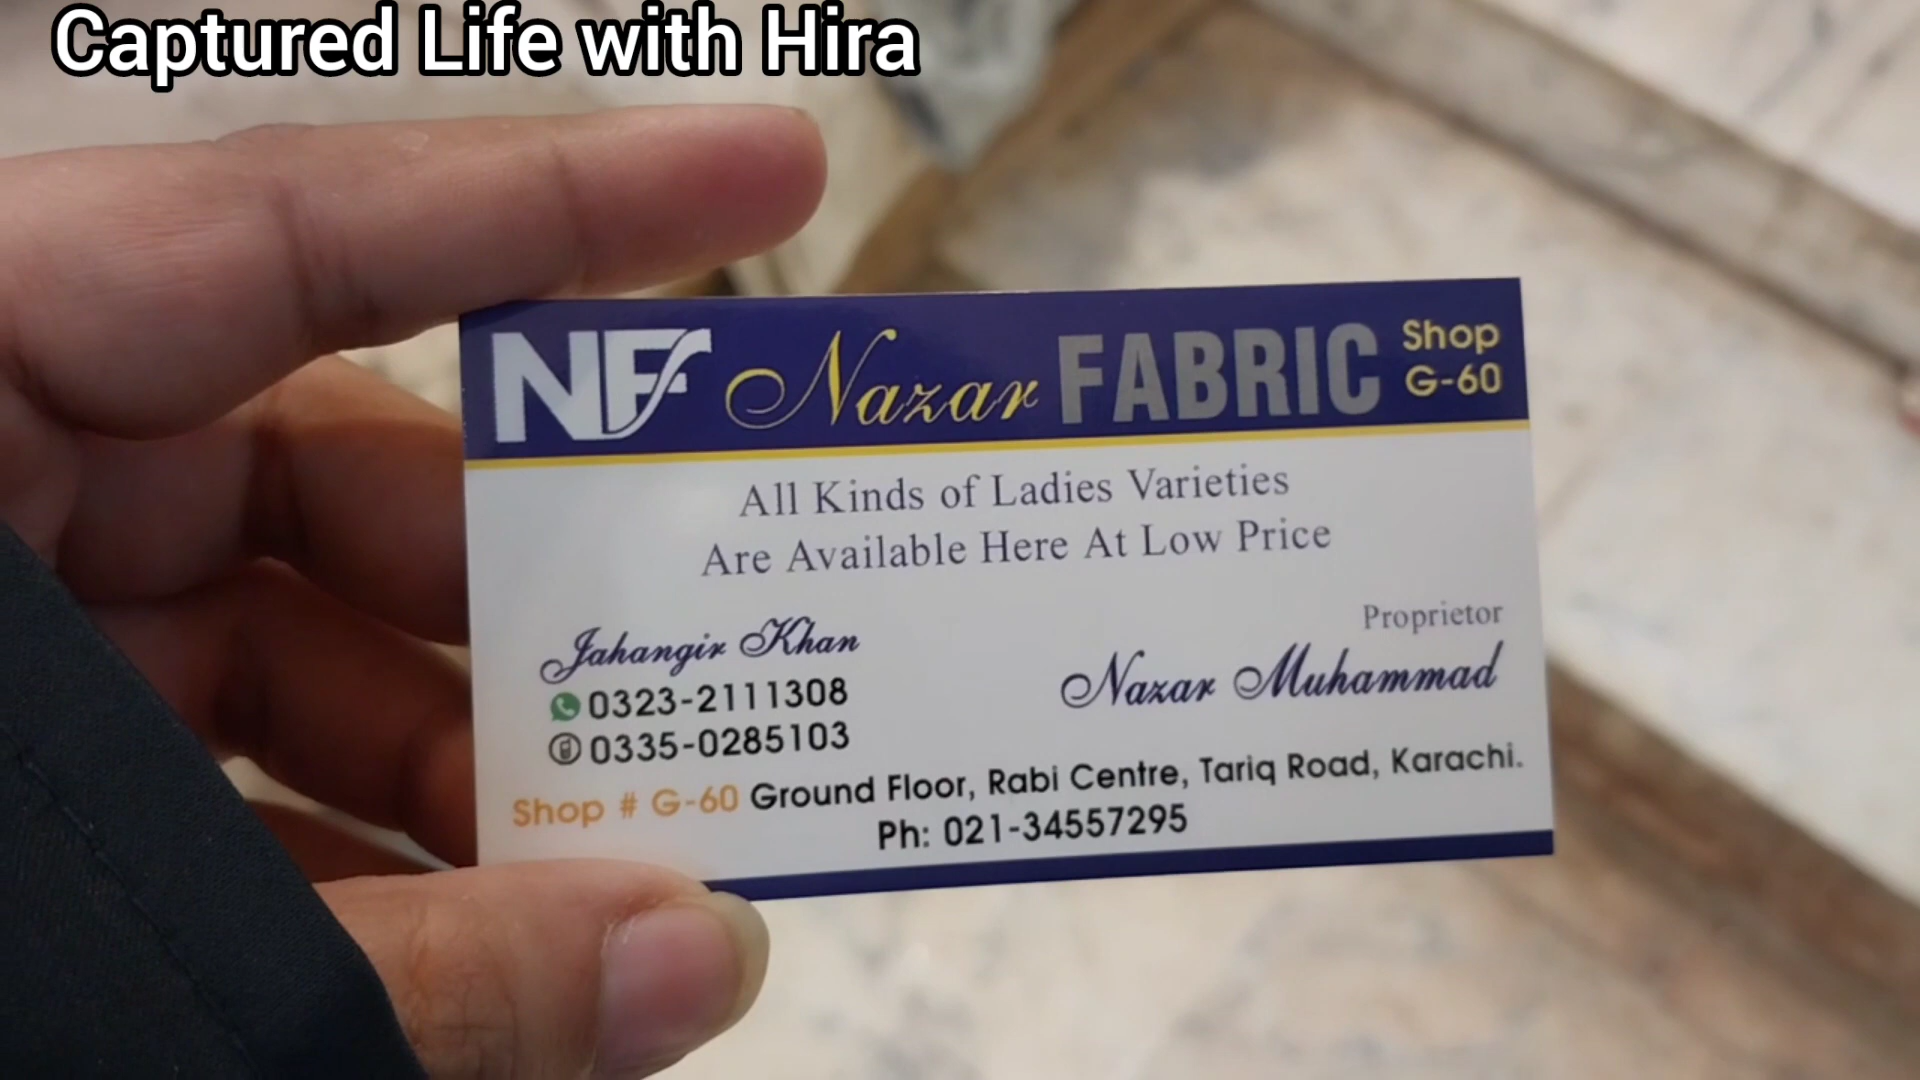 Captured Life with Hira
NF Nazar FABRIC Shop G-60
All Kinds of Ladies Varieties
Are Available Here At Low Price
Jahangir Khan
0323-2111308
0335-0285103
Proprietor
Nazar Muhammad
Shop # G-60 Ground Floor, Rabi Centre, Tariq Road, Karachi.
Ph: 021-34557295